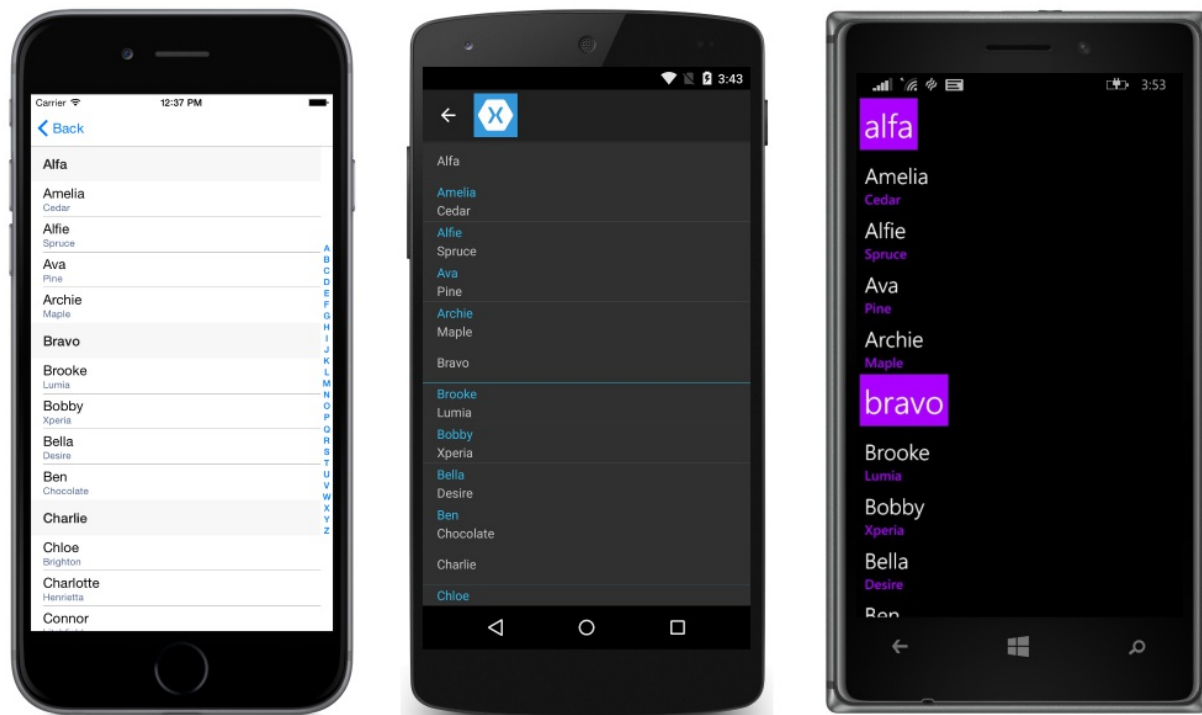 Carrier 12:37 PM
Back
Alfa
Amelia
Cedar
Alfie
Spruce
Ava
Pine
Archie
Maple
Bravo
Brooke
Lumia
Bobby
Xperia
Bella
Desire
Ben
Chocolate
Charlie
Chloe
Brighton
Charlotte
Henrietta
Connor
A
B
C
D
E
F
G
H
I
J
K
L
M
N
O
P
Q
R
S
T
U
V
W
X
Y
Z
3:43
Alfa
Amelia
Cedar
Alfie
Spruce
Ava
Pine
Archie
Maple
Bravo
Brooke
Lumia
Bobby
Xperia
Bella
Desire
Ben
Chocolate
Charlie
Chloe
3:53
alfa
Amelia
Cedar
Alfie
Spruce
Ava
Pine
Archie
Maple
bravo
Brooke
Lumia
Bobby
Xperia
Bella
Desire
Ben